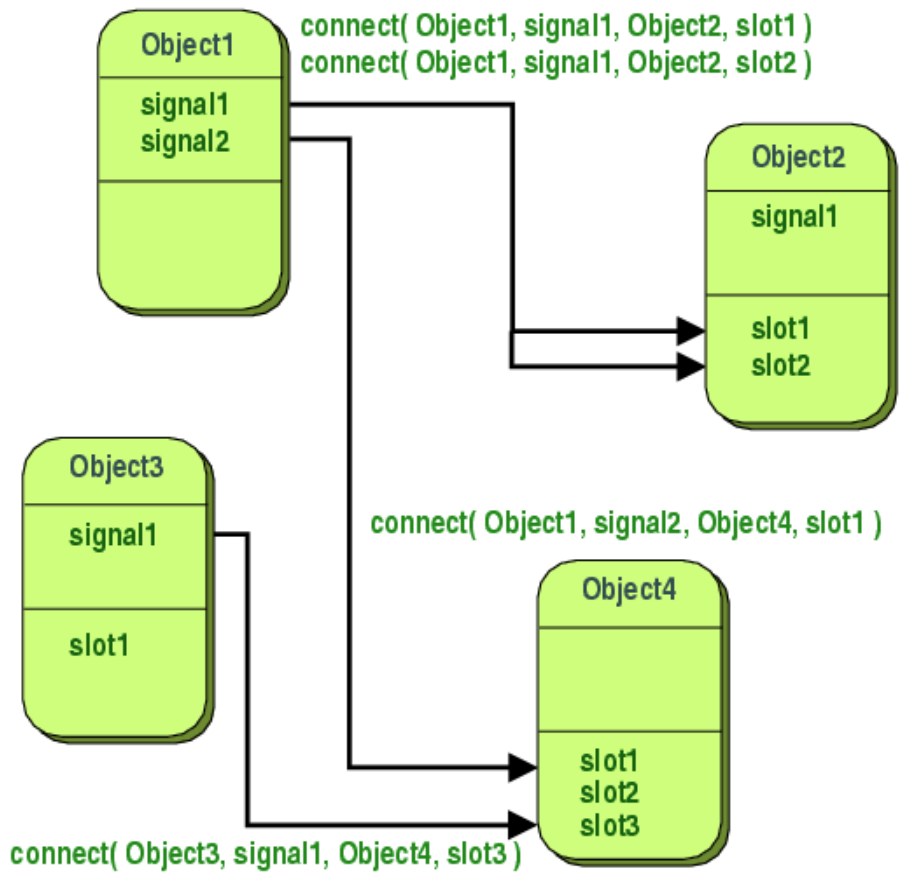 Object1
signal1
signal2
connect( Object1, signal1, Object2, slot1 )
connect( Object1, signal1, Object2, slot2 )
Object2
signal1
slot1
slot2
Object3
signal1
slot1
connect( Object1, signal2, Object4, slot1 )
Object4
slot1
slot2
slot3
connect( Object3, signal1, Object4, slot3 )